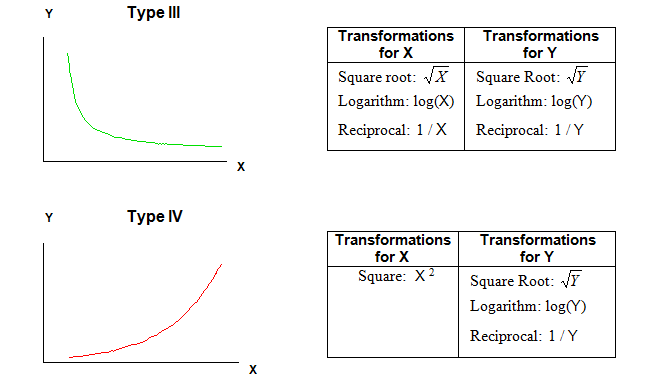 Y
Type III
X
Transformations for X
Transformations for Y
Square root: √X
Square Root: √Y
Logarithm: log(X)
Logarithm: log(Y)
Reciprocal: 1 / X
Reciprocal: 1 / Y
Y
Type IV
X
Transformations for X
Transformations for Y
Square: X ²
Square Root: √Y
Logarithm: log(Y)
Reciprocal: 1 / Y